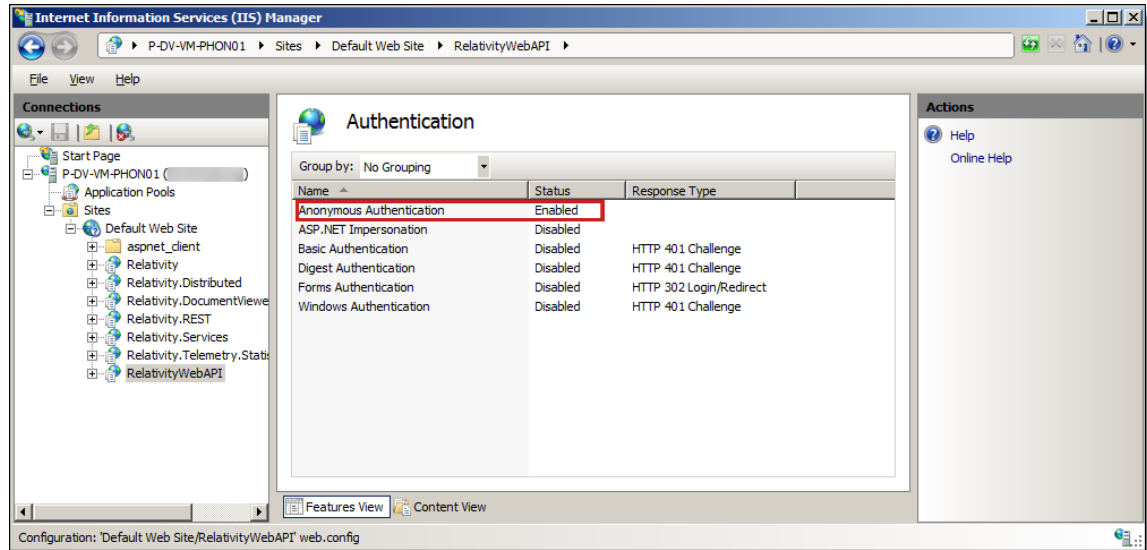 Internet Information Services (IIS) Manager
P-DV-VM-PHON01 Sites Default Web Site RelativityWebAPI
File View Help
Connections
Start Page
P-DV-VM-PHON01 ( )
Application Pools
Sites
Default Web Site
aspnet_client
Relativity
Relativity.Distributed
Relativity.DocumentViewe
Relativity.REST
Relativity.Services
Relativity.Telemetry.Statis
RelativityWebAPI
Authentication
Group by: No Grouping
Name Status Response Type
Anonymous Authentication Enabled
ASP.NET Impersonation Disabled
Basic Authentication Disabled HTTP 401 Challenge
Digest Authentication Disabled HTTP 401 Challenge
Forms Authentication Disabled HTTP 302 Login/Redirect
Windows Authentication Disabled HTTP 401 Challenge
Features View Content View
Actions
Help
Online Help
Configuration: 'Default Web Site/RelativityWebAPI' web.config